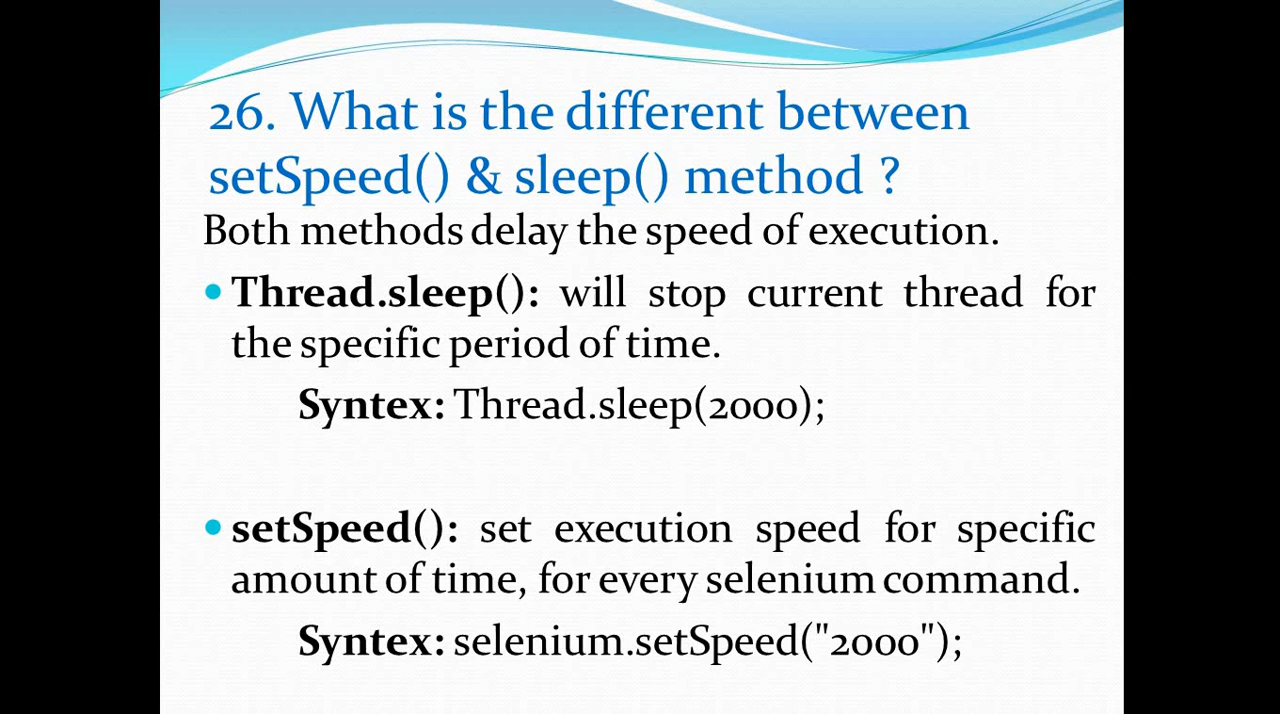 26. What is the different between
setSpeed() & sleep() method ?
Both methods delay the speed of execution.
• Thread.sleep(): will stop current thread for
the specific period of time.
Syntex: Thread.sleep(2000);
• setSpeed(): set execution speed for specific
amount of time, for every selenium command.
Syntex: selenium.setSpeed("2000");